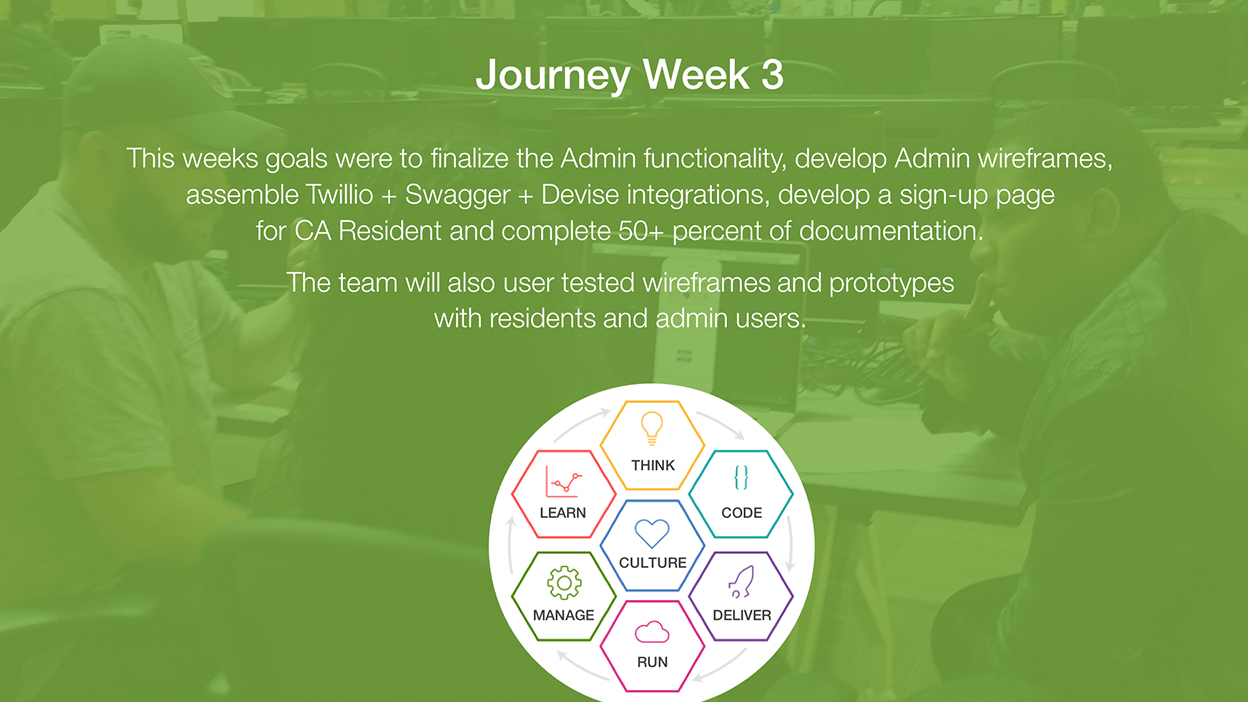 Journey Week 3
This weeks goals were to finalize the Admin functionality, develop Admin wireframes,
assemble Twillio + Swagger + Devise integrations, develop a sign-up page
for CA Resident and complete 50+ percent of documentation.
The team will also user tested wireframes and prototypes
with residents and admin users.
THINK
LEARN
CODE
CULTURE
MANAGE
DELIVER
RUN